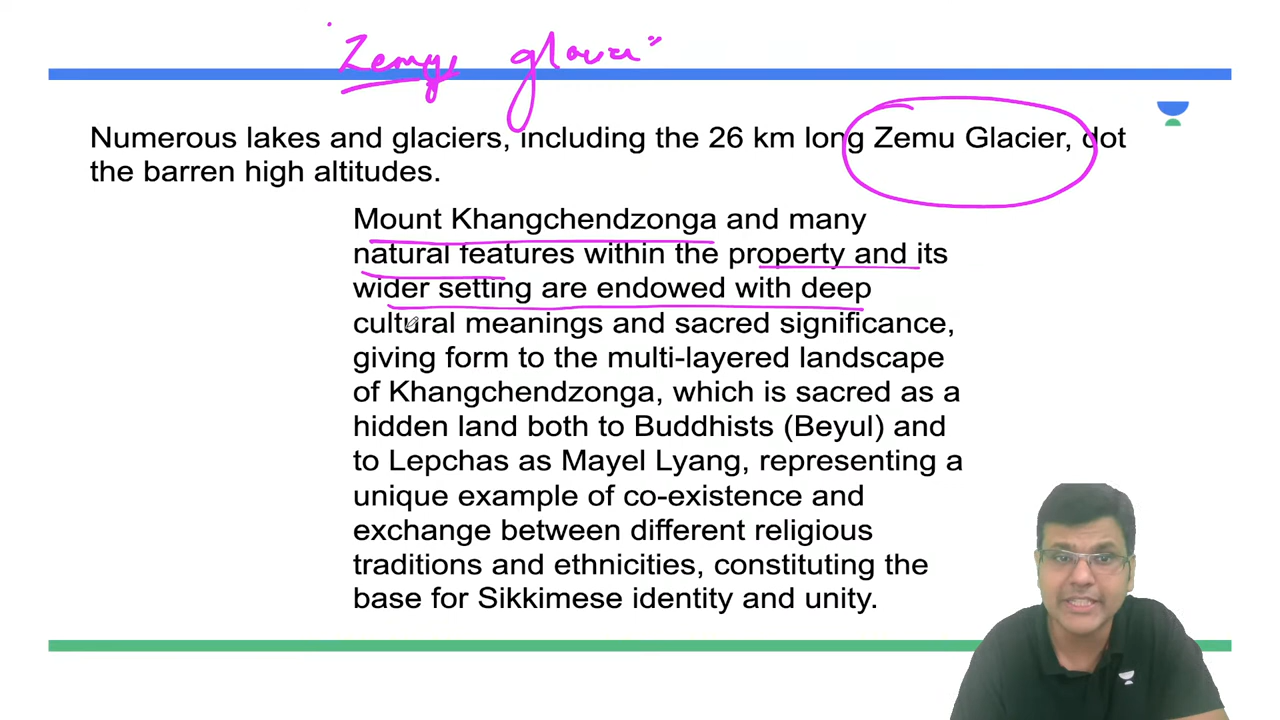 "Zemu glacier"
Numerous lakes and glaciers, including the 26 km long Zemu Glacier, dot
the barren high altitudes.
Mount Khangchendzonga and many
natural features within the property and its
wider setting are endowed with deep
cultural meanings and sacred significance,
giving form to the multi-layered landscape
of Khangchendzonga, which is sacred as a
hidden land both to Buddhists (Beyul) and
to Lepchas as Mayel Lyang, representing a
unique example of co-existence and
exchange between different religious
traditions and ethnicities, constituting the
base for Sikkimese identity and unity.